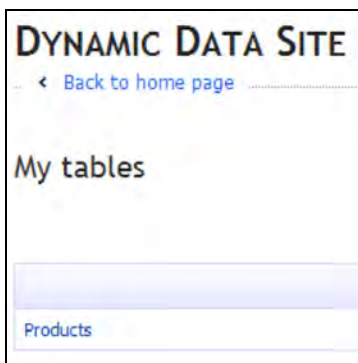 DYNAMIC DATA SITE
Back to home page
My tables
Products